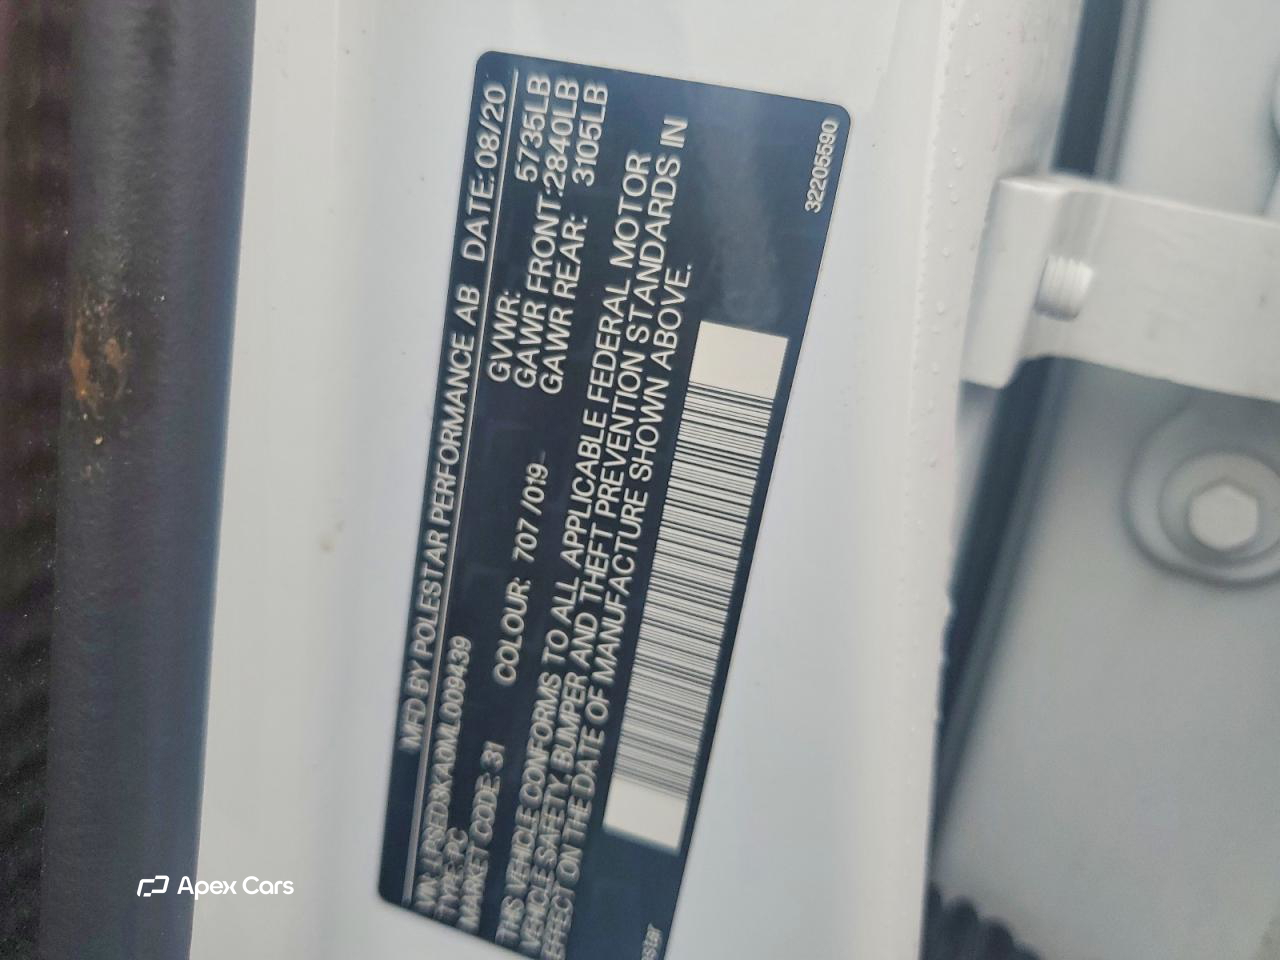 MFD BY POLESTAR PERFORMANCE AB DATE: 08/20
VIN: LPSED3KA0ML009439
TYPE: PC
MARKET CODE: 31
COLOUR: 707 /019
GVWR: 5735LB
GAWR FRONT: 2840LB
GAWR REAR: 3105LB
THIS VEHICLE CONFORMS TO ALL APPLICABLE FEDERAL MOTOR
VEHICLE SAFETY, BUMPER AND THEFT PREVENTION STANDARDS IN
EFFECT ON THE DATE OF MANUFACTURE SHOWN ABOVE.
32205590
Apex Cars